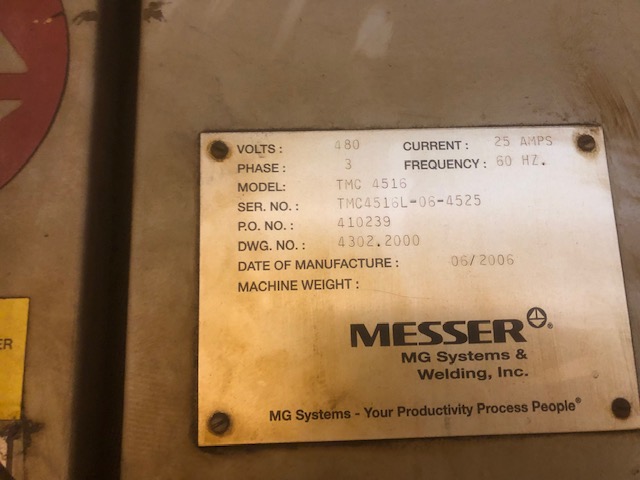 VOLTS : 480 CURRENT : 25 AMPS
PHASE : 3 FREQUENCY : 60 HZ.
MODEL: TMC 4516
SER. NO. : TMC4516L-06-4525
P.O. NO. : 410239
DWG. NO. : 4302.2000
DATE OF MANUFACTURE : 06/2006
MACHINE WEIGHT :
MESSER ®
MG Systems &
Welding, Inc.
MG Systems - Your Productivity Process People®
ER